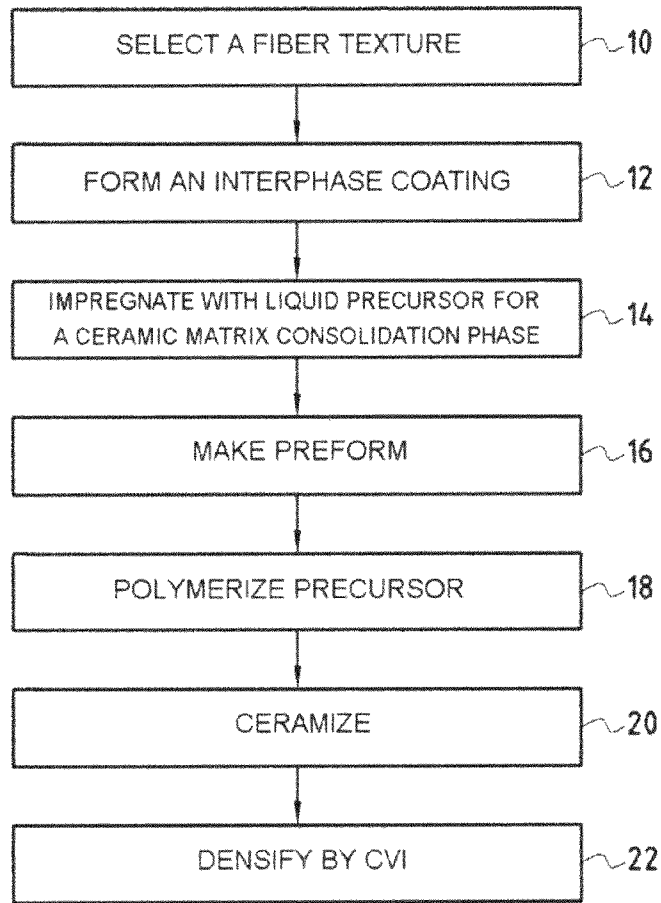 SELECT A FIBER TEXTURE 10
FORM AN INTERPHASE COATING 12
IMPREGNATE WITH LIQUID PRECURSOR FOR
A CERAMIC MATRIX CONSOLIDATION PHASE 14
MAKE PREFORM 16
POLYMERIZE PRECURSOR 18
CERAMIZE 20
DENSIFY BY CVI 22